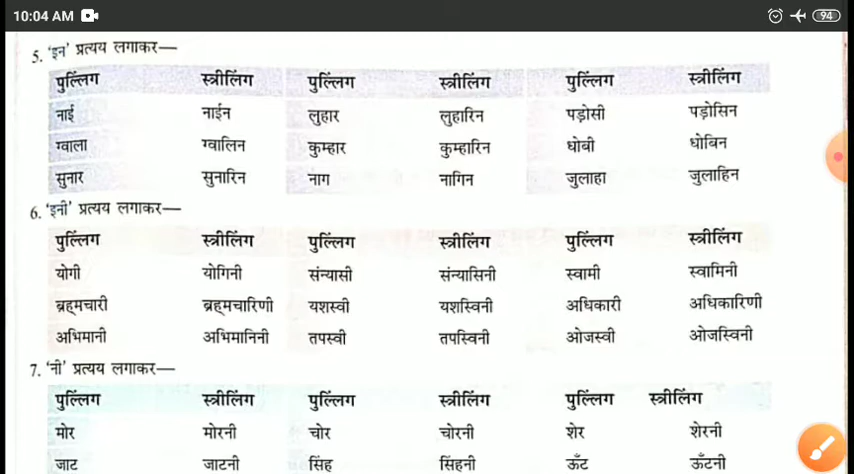 10:04 AM 94
5. 'इन' प्रत्यय लगाकर—
पुल्लिंग स्त्रीलिंग पुल्लिंग स्त्रीलिंग पुल्लिंग स्त्रीलिंग
नाई नाईन लुहार लुहारिन पड़ोसी पड़ोसिन
ग्वाला ग्वालिन कुम्हार कुम्हारिन धोबी धोबिन
सुनार सुनारिन नाग नागिन जुलाहा जुलाहिन
6. 'इनी' प्रत्यय लगाकर—
पुल्लिंग स्त्रीलिंग पुल्लिंग स्त्रीलिंग पुल्लिंग स्त्रीलिंग
योगी योगिनी संन्यासी संन्यासिनी स्वामी स्वामिनी
ब्रह्मचारी ब्रह्मचारिणी यशस्वी यशस्विनी अधिकारी अधिकारिणी
अभिमानी अभिमानिनी तपस्वी तपस्विनी ओजस्वी ओजस्विनी
7. 'नी' प्रत्यय लगाकर—
पुल्लिंग स्त्रीलिंग पुल्लिंग स्त्रीलिंग पुल्लिंग स्त्रीलिंग
मोर मोरनी चोर चोरनी शेर शेरनी
जाट जाटनी सिंह सिंहनी ऊँट ऊँटनी